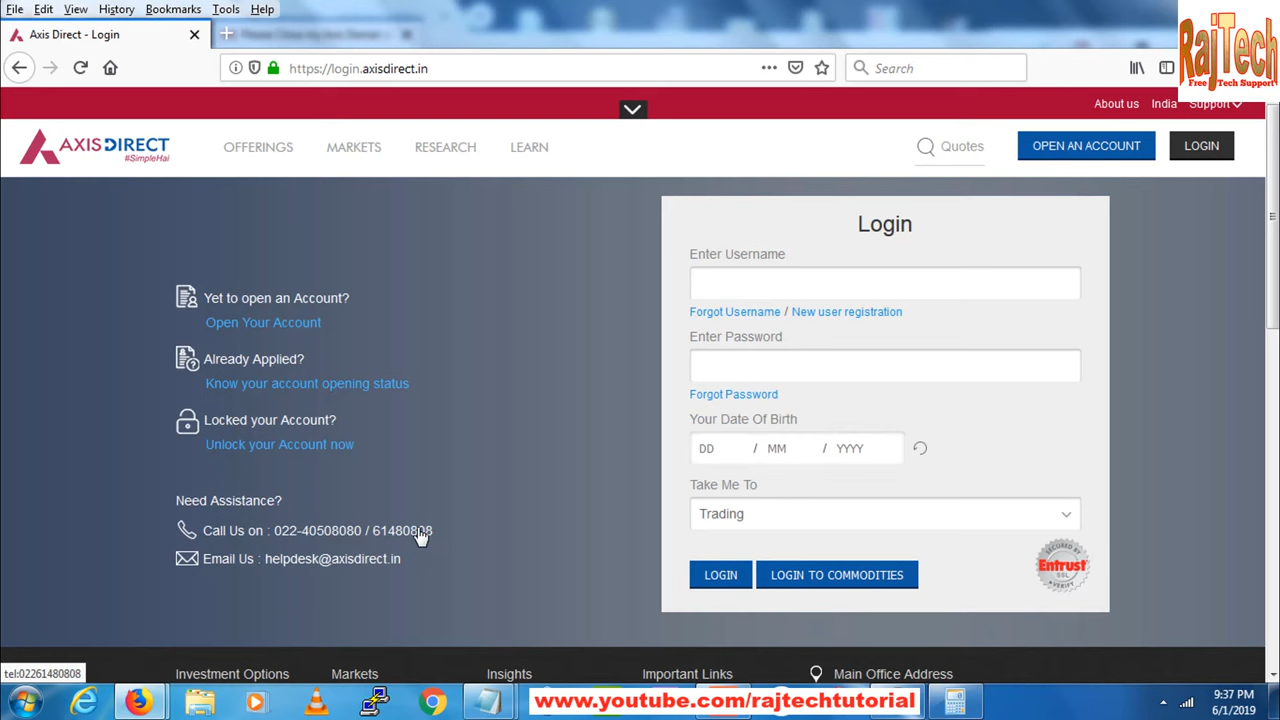 File Edit View History Bookmarks Tools Help
Axis Direct - Login
https://login.axisdirect.in
Search
RajTech
Free Tech Support
About us India Support
AXISDIRECT
#SimpleHai
OFFERINGS MARKETS RESEARCH LEARN
Quotes
OPEN AN ACCOUNT
LOGIN
Login
Enter Username
Forgot Username / New user registration
Enter Password
Forgot Password
Your Date Of Birth
DD / MM / YYYY
Take Me To
Trading
LOGIN
LOGIN TO COMMODITIES
SECURED BY
Entrust
SSL
VERIFY
Yet to open an Account?
Open Your Account
Already Applied?
Know your account opening status
Locked your Account?
Unlock your Account now
Need Assistance?
Call Us on : 022-40508080 / 61480808
Email Us : helpdesk@axisdirect.in
tel:02261480808
Investment Options Markets Insights Important Links Main Office Address
www.youtube.com/rajtechtutorial
9:37 PM
6/1/2019